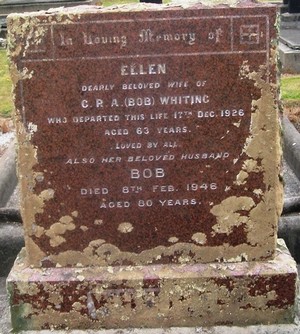 In Loving Memory of
ELLEN
DEARLY BELOVED WIFE OF
C. R. A. (BOB) WHITING
WHO DEPARTED THIS LIFE 17TH DEC. 1926
AGED 63 YEARS.
LOVED BY ALL
ALSO HER BELOVED HUSBAND
BOB
DIED 8TH FEB. 1946
AGED 80 YEARS.